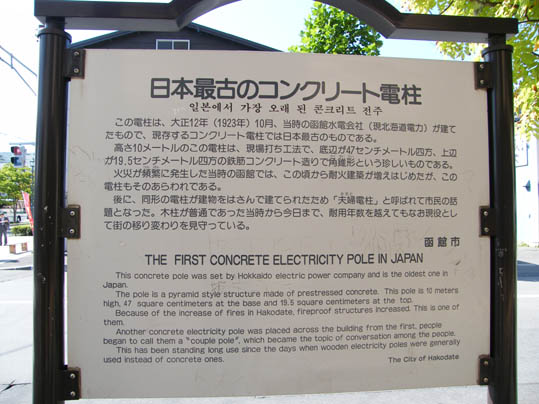 日本最古のコンクリート電柱
일본에서 가장 오래 된 콘크리트 전주
この電柱は、大正12年（1923年）10月、当時の函館水電会社（現北海道電力）が建て
たもので、現存するコンクリート電柱では日本最古のものである。
高さ10メートルのこの電柱は、現場打ち工法で、底辺が47センチメートル四方、上辺
が19.5センチメートル四方の鉄筋コンクリート造りで角錐形という珍しいものである。
火災が頻繁に発生した当時の函館では、この頃から耐火建築が増えはじめたが、この
電柱もそのあらわれである。
後に、同形の電柱が建物をはさんで建てられたため「夫婦電柱」と呼ばれて市民の話
題となった。木柱が普通であった当時から今日まで、耐用年数を越えてもなお現役とし
て街の移り変わりを見守っている。
函館市
THE FIRST CONCRETE ELECTRICITY POLE IN JAPAN
This concrete pole was set by Hokkaido electric power company and is the oldest one in
Japan.
The pole is a pyramid style structure made of prestressed concrete. This pole is 10 meters
high, 47 square centimeters at the base and 19.5 square centimeters at the top.
Because of the increase of fires in Hakodate, fireproof structures increased. This is one of
them.
Another concrete electricity pole was placed across the building from the first, people
began to call them a "couple pole", which became the topic of conversation among the people.
This has been standing long use since the days when wooden electricity poles were generally
used instead of concrete ones.
The City of Hakodate